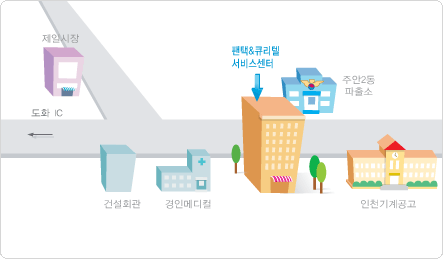 제일시장
팬택&큐리텔
서비스센터
주안2동
파출소
도화 IC
건설회관
경인메디컬
인천기계공고